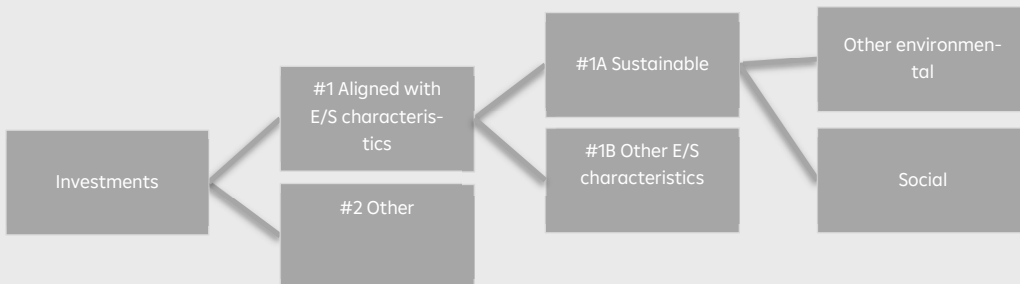 Investments
#1 Aligned with
E/S characteris-
tics
#2 Other
#1A Sustainable
#1B Other E/S
characteristics
Other environmen-
tal
Social